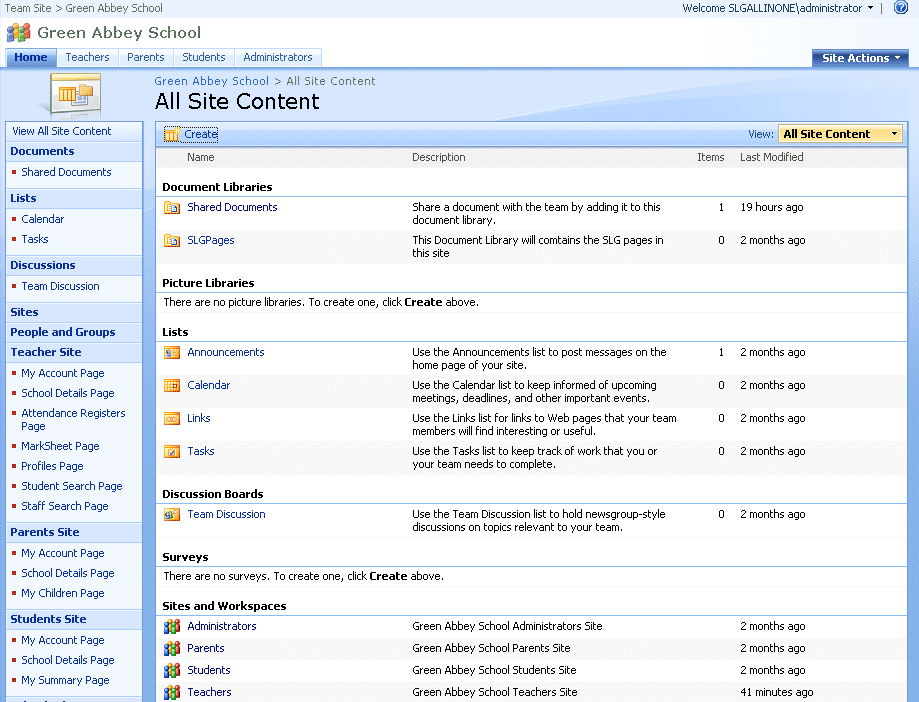 Team Site > Green Abbey School
Welcome SLGALLINONE\administrator
Green Abbey School
Home Teachers Parents Students Administrators
Site Actions
Green Abbey School > All Site Content
All Site Content
View All Site Content
Documents
Shared Documents
Lists
Calendar
Tasks
Discussions
Team Discussion
Sites
People and Groups
Teacher Site
My Account Page
School Details Page
Attendance Registers
Page
MarkSheet Page
Profiles Page
Student Search Page
Staff Search Page
Parents Site
My Account Page
School Details Page
My Children Page
Students Site
My Account Page
School Details Page
My Summary Page
Create
View: All Site Content
Name Description Items Last Modified
Document Libraries
Shared Documents Share a document with the team by adding it to this 1 19 hours ago
document library.
SLGPages This Document Library will comtains the SLG pages in 0 2 months ago
this site
Picture Libraries
There are no picture libraries. To create one, click Create above.
Lists
Announcements Use the Announcements list to post messages on the 1 2 months ago
home page of your site.
Calendar Use the Calendar list to keep informed of upcoming 0 2 months ago
meetings, deadlines, and other important events.
Links Use the Links list for links to Web pages that your team 0 2 months ago
members will find interesting or useful.
Tasks Use the Tasks list to keep track of work that you or 0 2 months ago
your team needs to complete.
Discussion Boards
Team Discussion Use the Team Discussion list to hold newsgroup-style 0 2 months ago
discussions on topics relevant to your team.
Surveys
There are no surveys. To create one, click Create above.
Sites and Workspaces
Administrators Green Abbey School Administrators Site 2 months ago
Parents Green Abbey School Parents Site 2 months ago
Students Green Abbey School Students Site 2 months ago
Teachers Green Abbey School Teachers Site 41 minutes ago